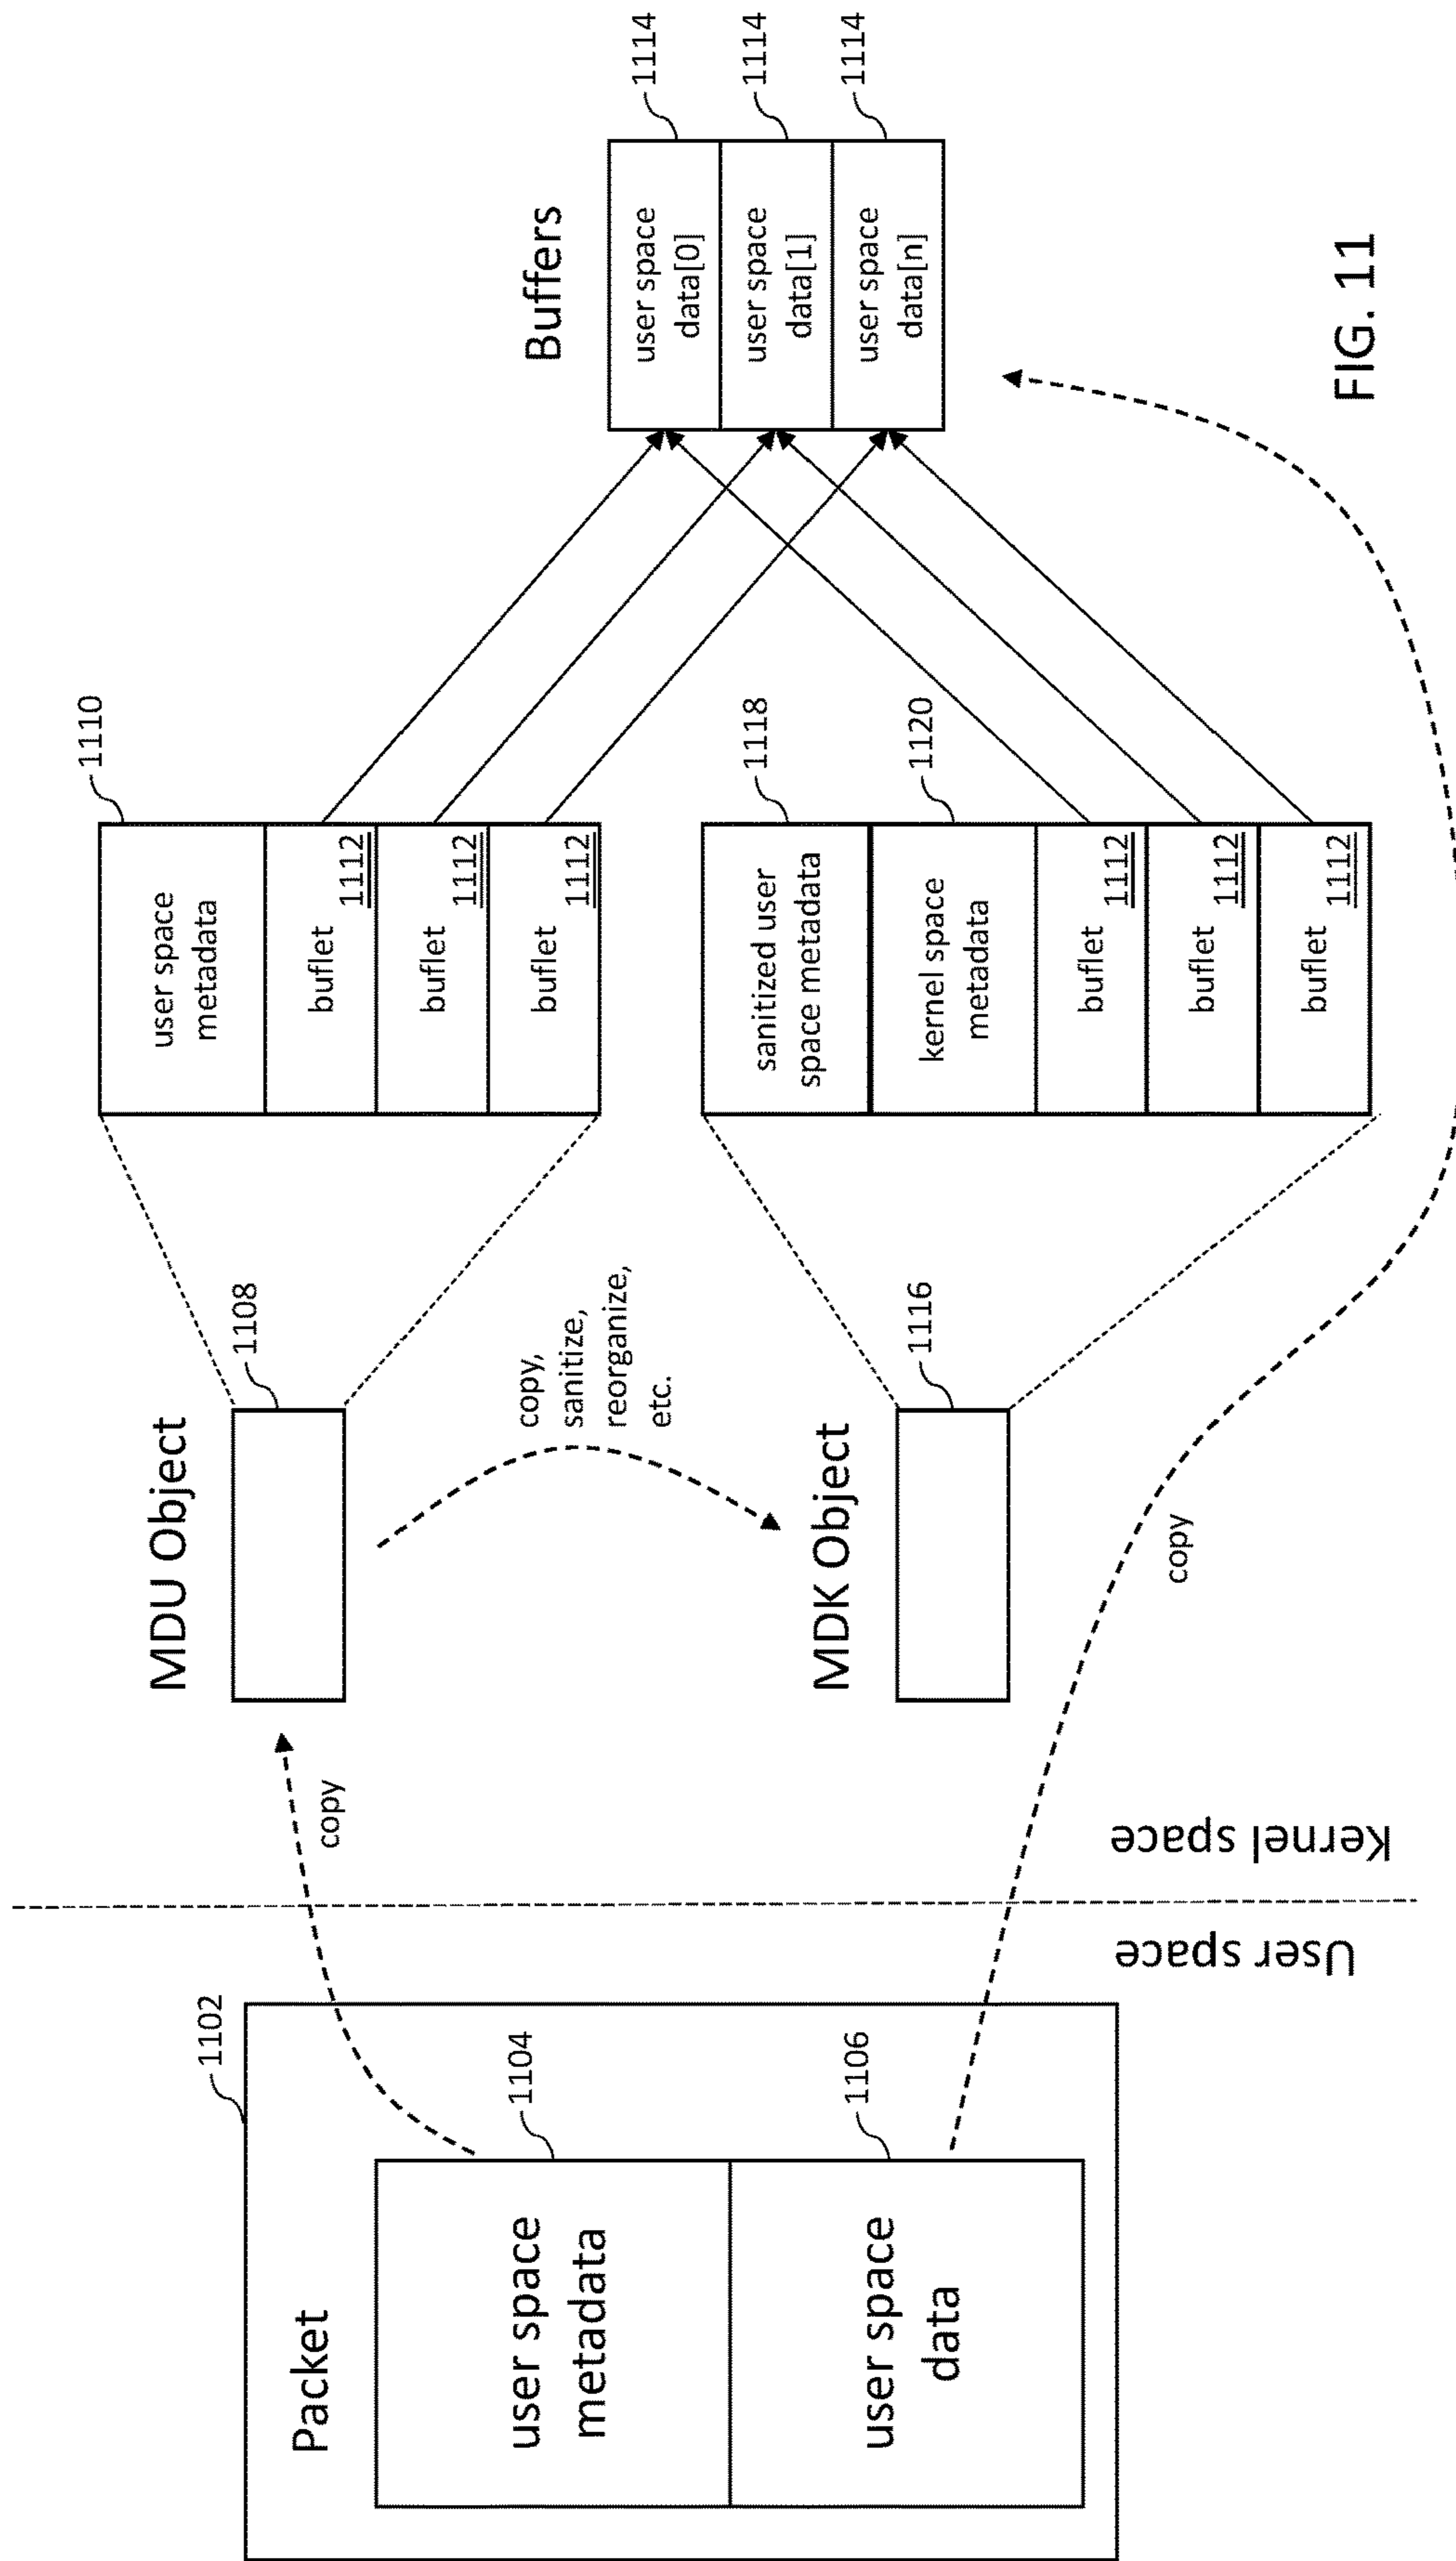 Packet
1102
user space
metadata
1104
user space
data
1106
User space
Kernel space
copy
copy
MDU Object
1108
copy,
sanitize,
reorganize,
etc.
MDK Object
1116
user space
metadata
1110
buflet
1112
buflet
1112
buflet
1112
sanitized user
space metadata
1118
kernel space
metadata
1120
buflet
1112
buflet
1112
buflet
1112
Buffers
user space
data[0]
1114
user space
data[1]
1114
user space
data[n]
1114
FIG. 11